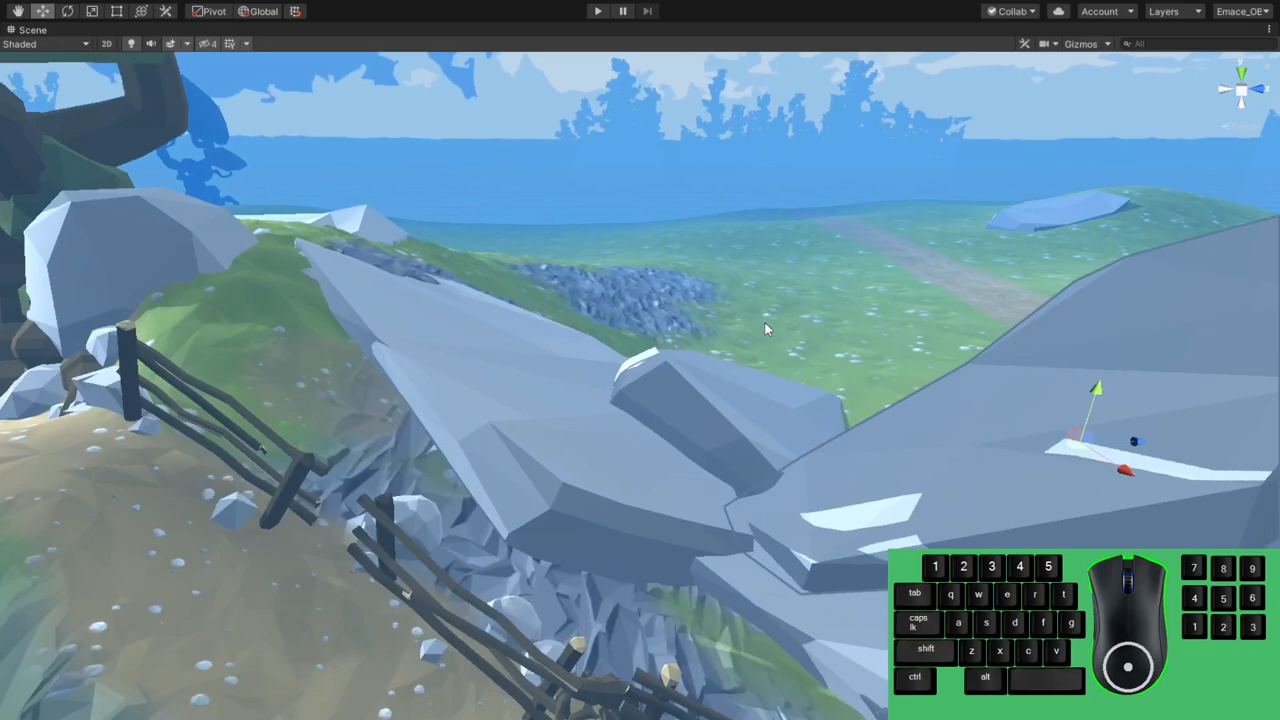 Pivot Global Collab Account Layers Emace_OE
Scene
Shaded 2D 4 Gizmos All
y
z
1 2 3 4 5 7 8 9
tab q w e r t 4 5 6
caps lk a s d f g 1 2 3
shift z x c v
ctrl alt